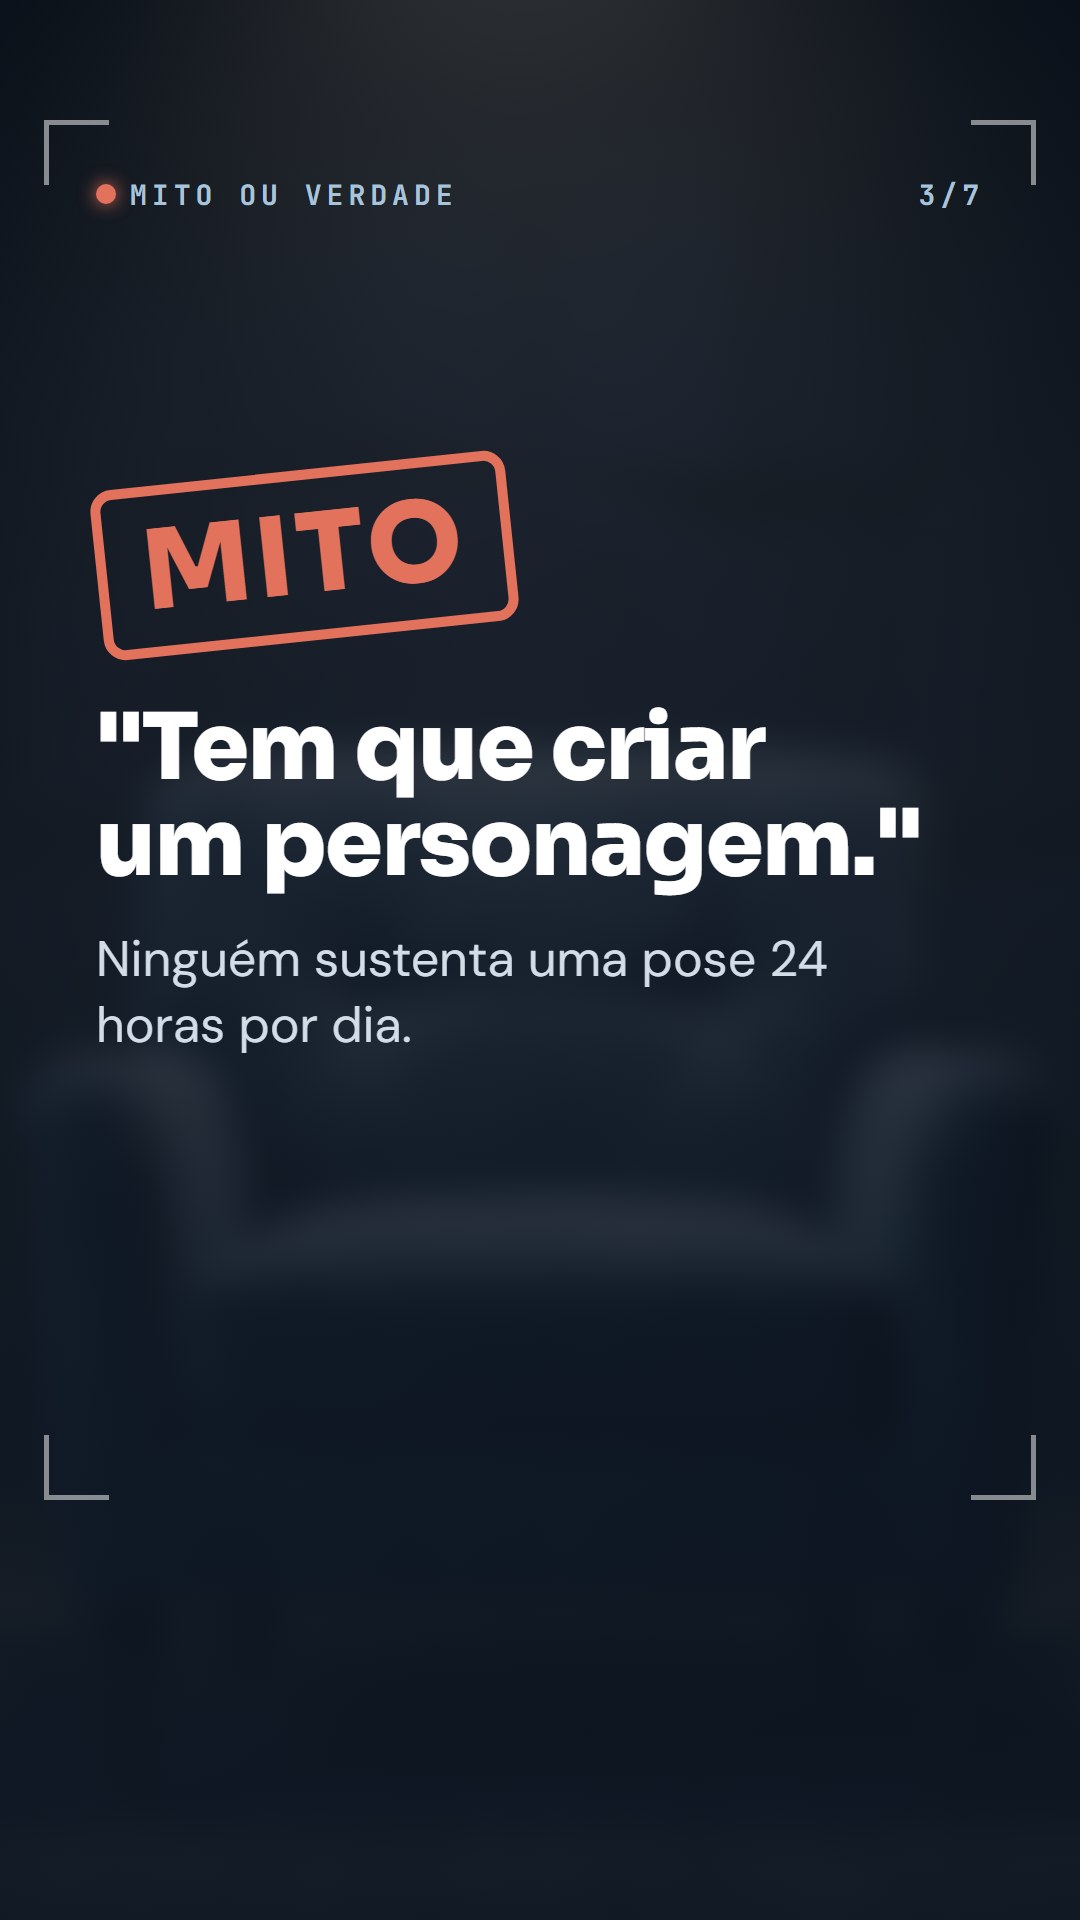 MITO OU VERDADE
3/7
MITO
"Tem que criar
um personagem."
Ninguém sustenta uma pose 24
horas por dia.